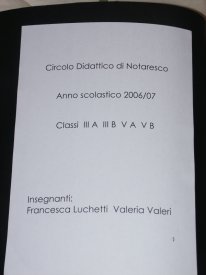 Circolo Didattico di Notaresco
Anno scolastico 2006/07
Classi III A III B V A V B
Insegnanti:
Francesca Luchetti Valeria Valeri
1